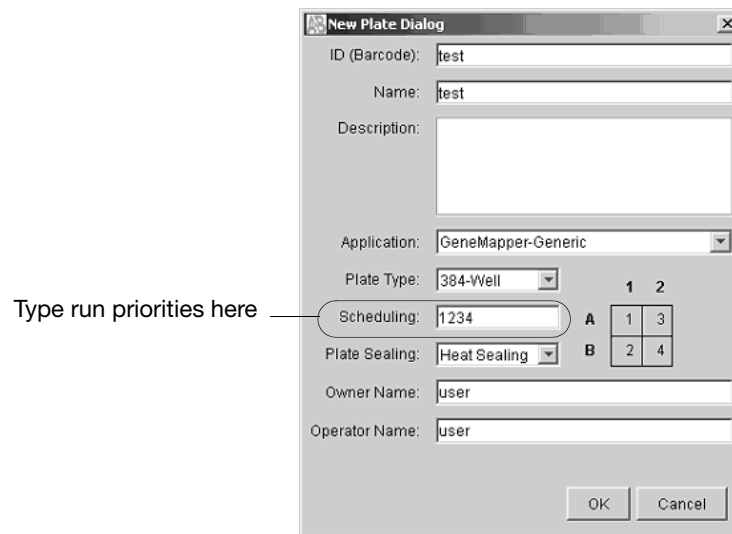 New Plate Dialog
ID (Barcode): test
Name: test
Description:
Application: GeneMapper-Generic
Plate Type: 384-Well
1 2
Type run priorities here
Scheduling: 1234
A 1 3
Plate Sealing: Heat Sealing
B 2 4
Owner Name: user
Operator Name: user
OK Cancel